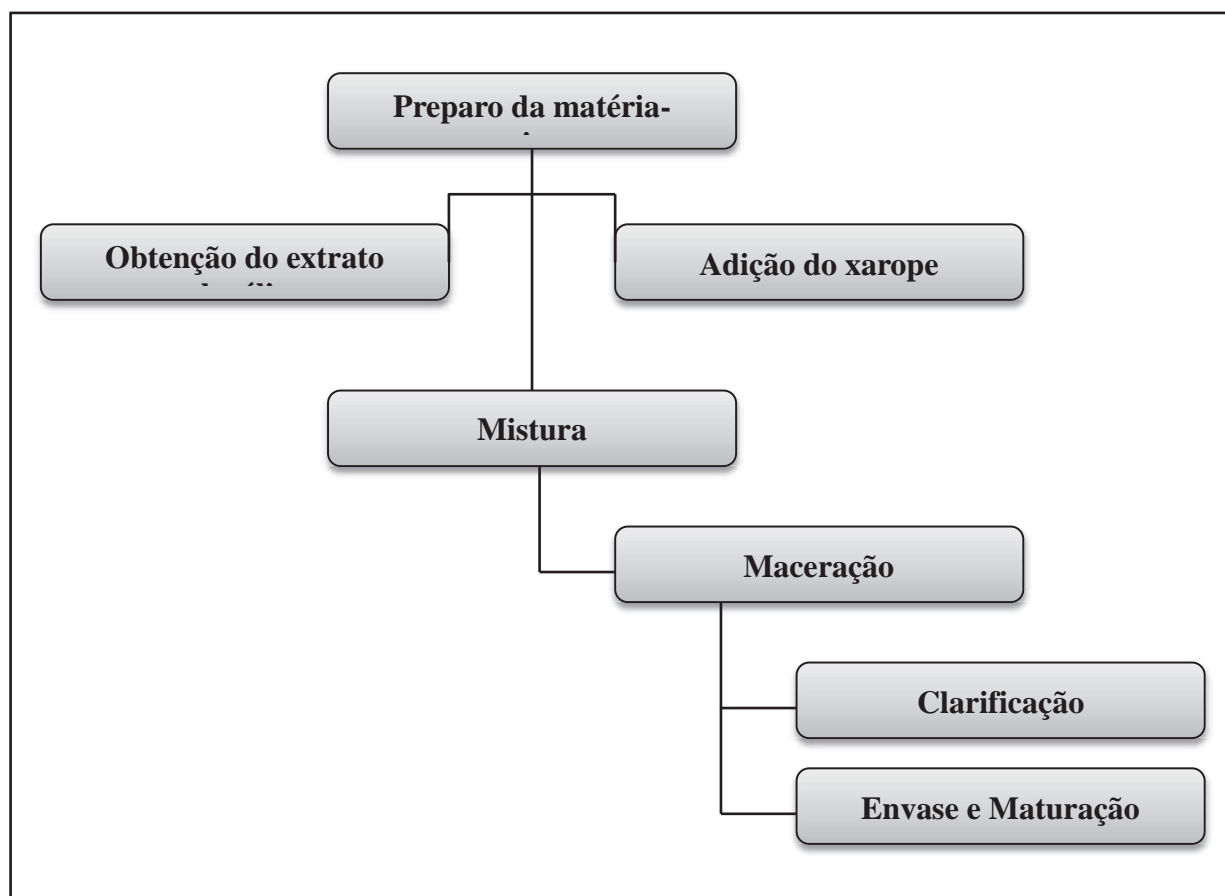 Preparo da matéria-
Obtenção do extrato
Adição do xarope
Mistura
Maceração
Clarificação
Envase e Maturação